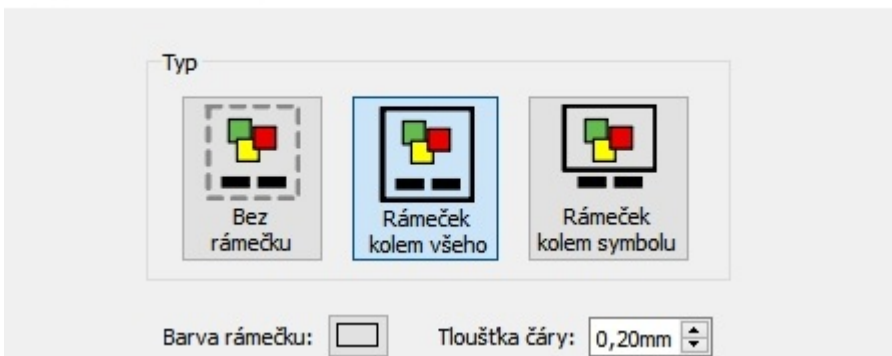 Typ
Bez
rámečku
Rámeček
kolem všeho
Rámeček
kolem symbolu
Barva rámečku:
Tloušťka čáry: 0,20mm